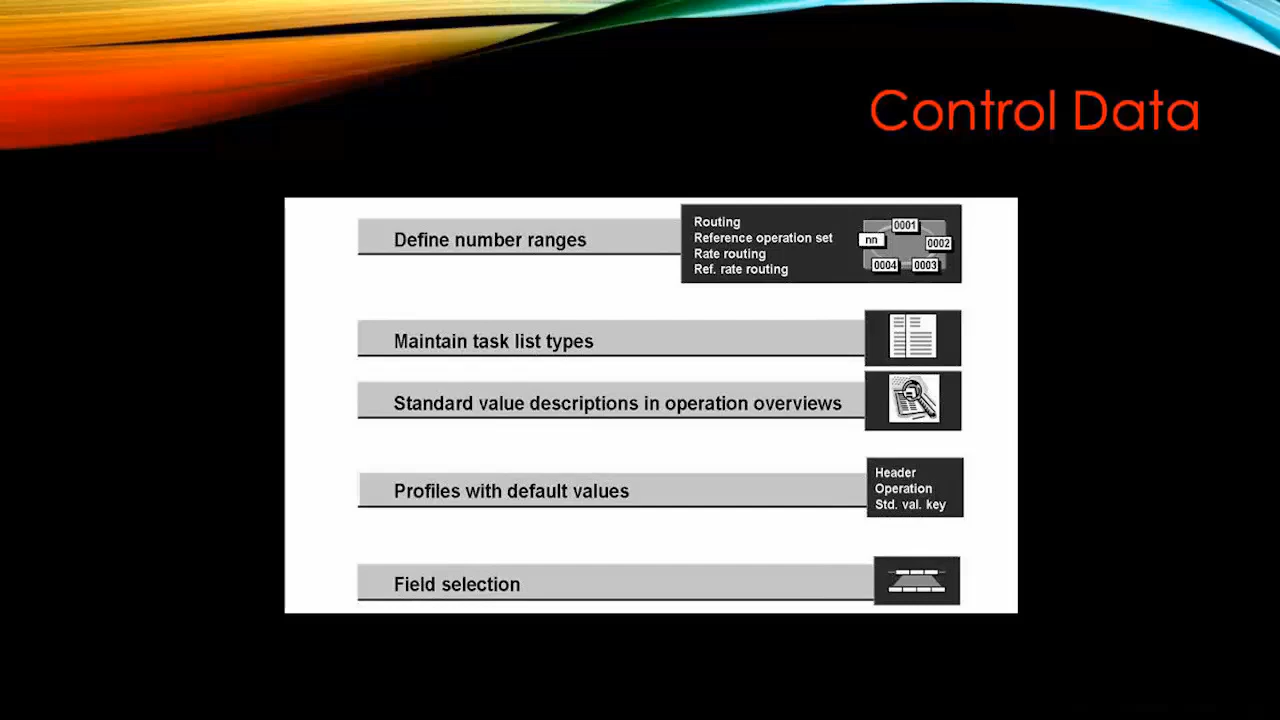 Control Data
Define number ranges
Routing
Reference operation set
Rate routing
Ref. rate routing
0001
nn
0002
0004
0003
Maintain task list types
Standard value descriptions in operation overviews
Profiles with default values
Header
Operation
Std. val. key
Field selection